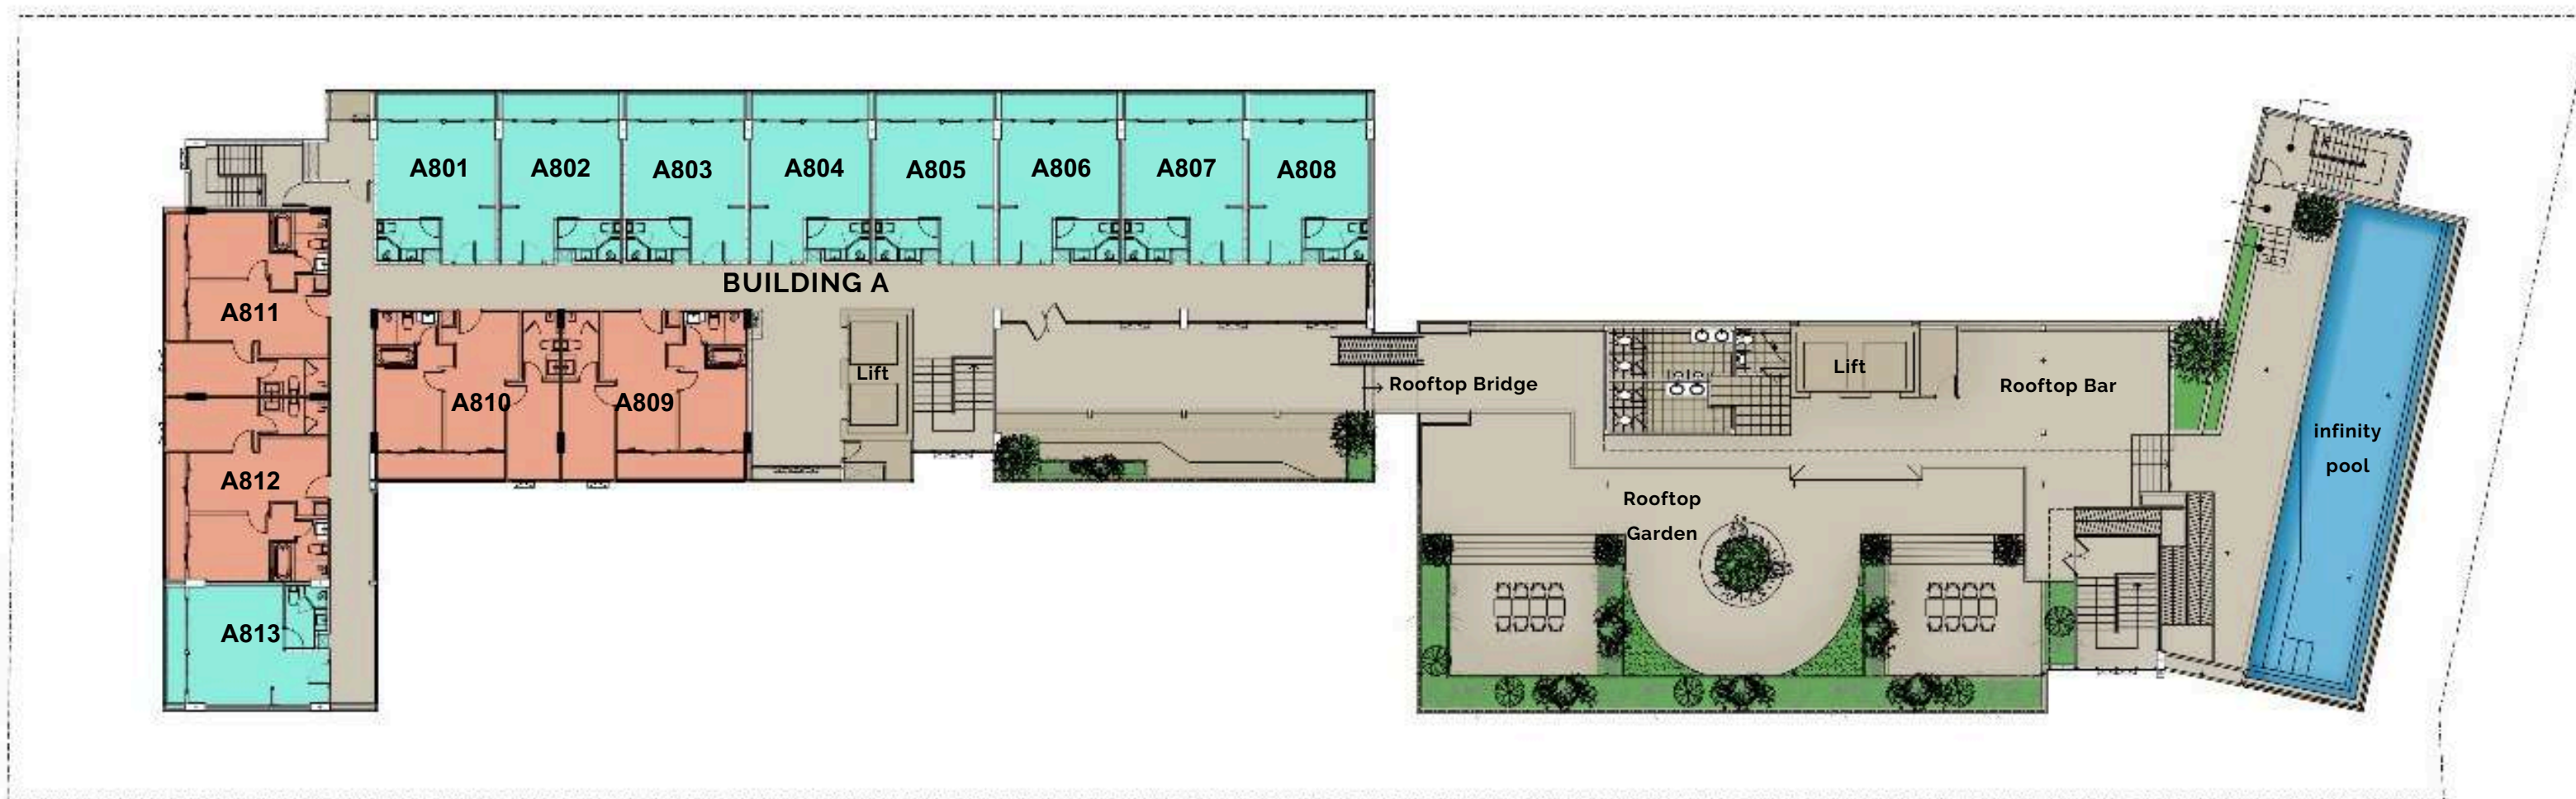 A801
A802
A803
A804
A805
A806
A807
A808
BUILDING A
A811
A810
A809
Lift
Rooftop Bridge
Lift
Rooftop Bar
infinity
pool
A812
Rooftop
Garden
A813